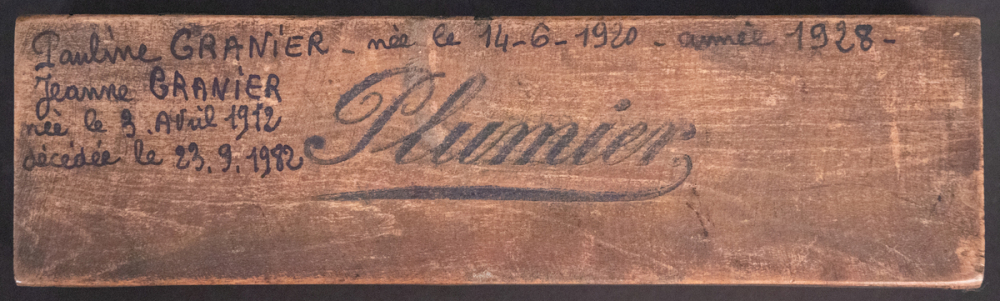 Pauline GRANIER - née le 14-6-1920 - année 1928 -
Jeanne GRANIER
née le 3. Avril 1912
décédée le 23.9.1982
Plumier